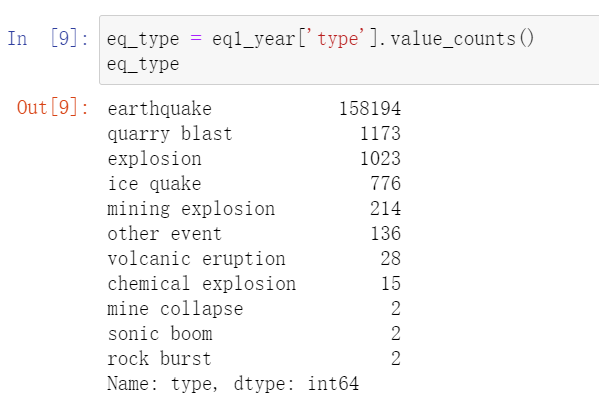 In [9]: eq_type = eq1_year['type'].value_counts()
eq_type
Out[9]: earthquake 158194
quarry blast 1173
explosion 1023
ice quake 776
mining explosion 214
other event 136
volcanic eruption 28
chemical explosion 15
mine collapse 2
sonic boom 2
rock burst 2
Name: type, dtype: int64